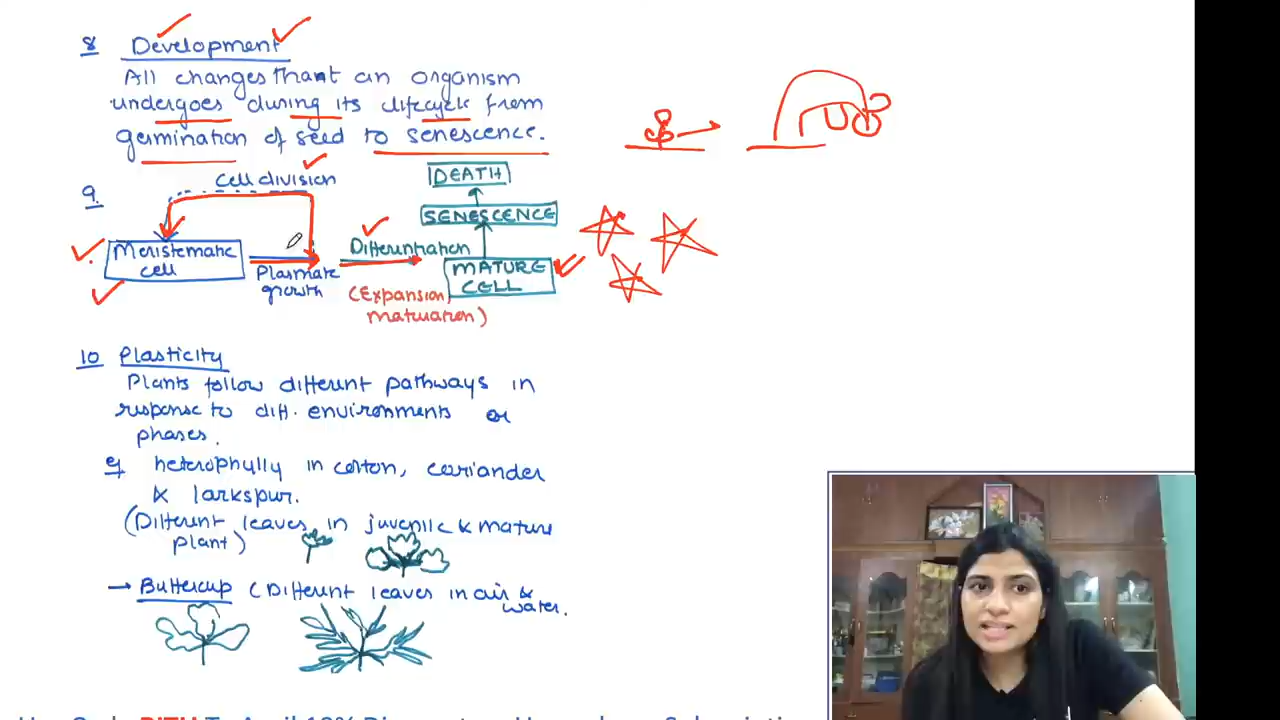 8 Development
All changes than't an organism
undergoes during its lifecycle from
germination of seed to senescence.
9. Cell division
DEATH
SENESCENCE
Meristematic
cell
Plasmatic
growth
Differentiation
(Expansion,
maturation)
MATURE
CELL
10 Plasticity
Plants follow different pathways in
response to diff. environments or
phases.
eg heterophylly in cotton, coriander
& larkspur.
(Different leaves in juvenile & mature
plant)
→ Buttercup (Different leaves in air &
water.